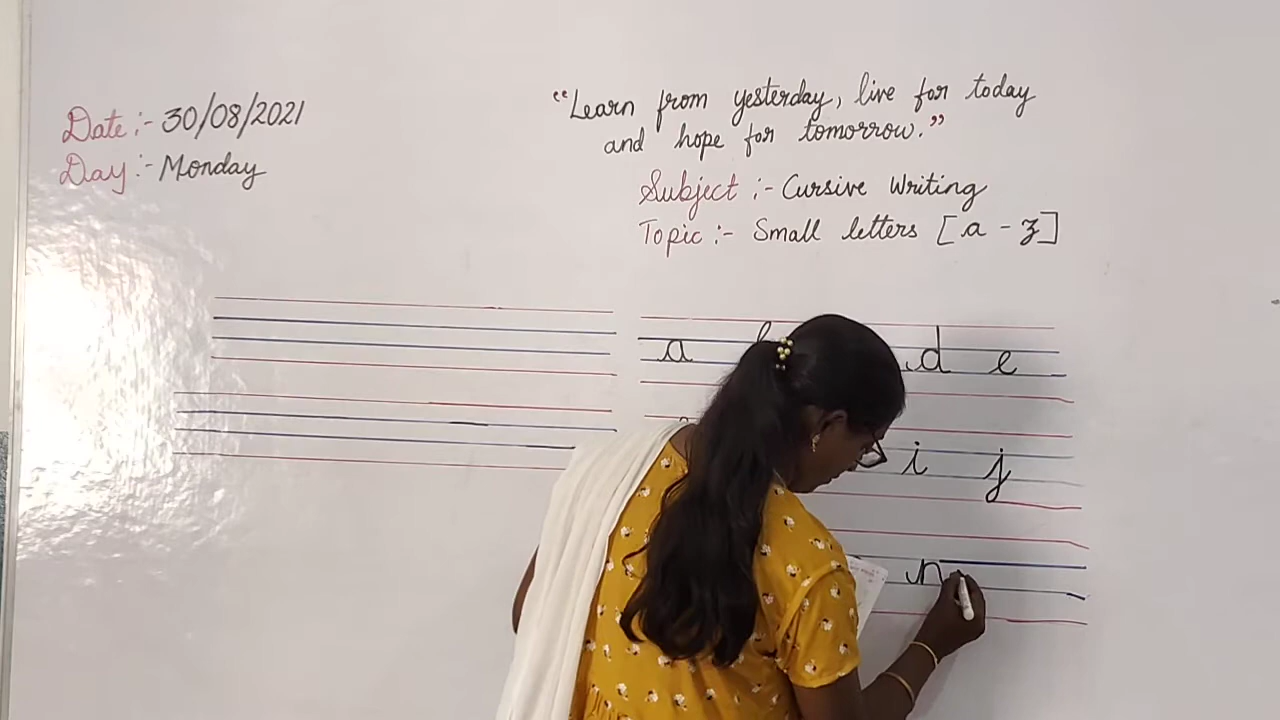 Date :- 30/08/2021
Day :- Monday
“Learn from yesterday, live for today
and hope for tomorrow.”
Subject :- Cursive Writing
Topic :- Small letters [a - z]
a d e
i j
n